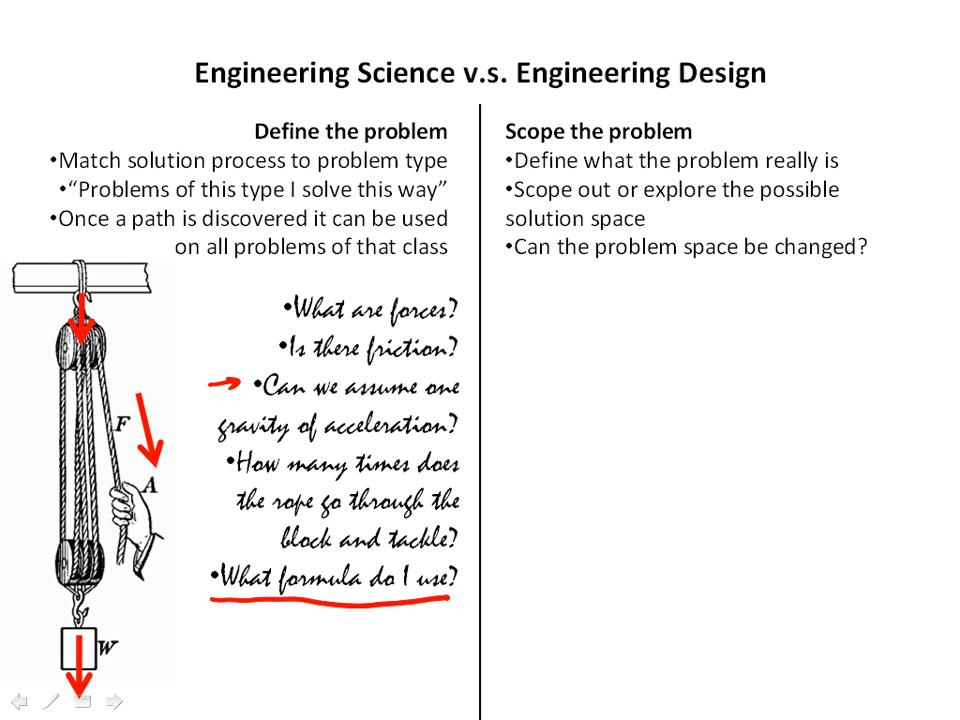 Engineering Science v.s. Engineering Design
Define the problem
•Match solution process to problem type
•“Problems of this type I solve this way”
•Once a path is discovered it can be used
on all problems of that class
•What are forces?
•Is there friction?
•Can we assume one
gravity of acceleration?
•How many times does
the rope go through the
block and tackle?
•What formula do I use?
F
A
W
Scope the problem
•Define what the problem really is
•Scope out or explore the possible
solution space
•Can the problem space be changed?